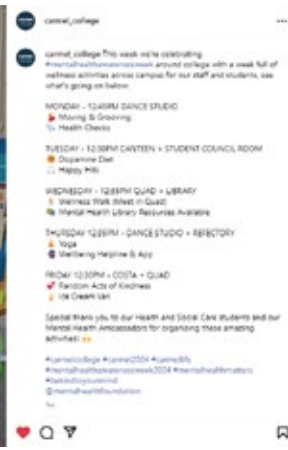 carmel_college
carmel_college This week we're celebrating
#mentalhealthawarenessweek around college with a week full of
wellness activities across campus for our staff and students, see
what's going on below:
MONDAY - 12:45PM DANCE STUDIO
💃 Moving & Grooving
🩺 Health Checks
TUESDAY - 12:30PM CANTEEN + STUDENT COUNCIL ROOM
Dopamine Diet
Happy Hits
WEDNESDAY - QUAD + LIBRARY
Wellness Walk (Meet in Quad)
📚 Mental Health Library Resources Available
THURSDAY - DANCE STUDIO + REFECTORY
Yoga
Wellbeing Helpline & App
FRIDAY 12:30PM - COSTA + QUAD
💕 Random Acts of Kindness
🍦 Ice Cream Van
Special thank you to our Health and Social Care students and our
Mental Health Ambassadors for organising these amazing
activities! 🙌
#carmelcollege #carmel2024 #carmellife
#mentalhealthawarenessweek2024 #mentalhealthmatters
#bekindtoyourmind
@mentalhealthfoundation